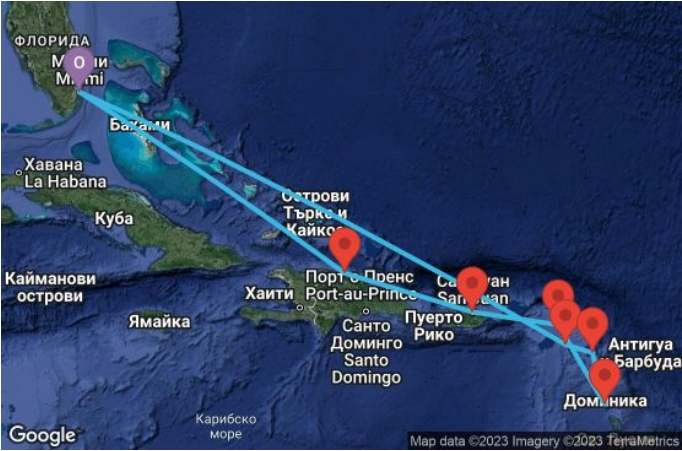 ФЛОРИДА
O
Miami
Бахами
Хавана
La Habana
Куба
Острови
Търкс и
Кайкос
Кайманови
острови
Хаити
Порт о Пренс
Port-au-Prince
Сан Хуан
San Juan
Ямайка
Пуерто
Рико
Санто
Доминго
Santo
Domingo
Антигуа
и Барбуда
Доминика
Карибско
море
Google
Map data ©2023 Imagery ©2023 TerraMetrics